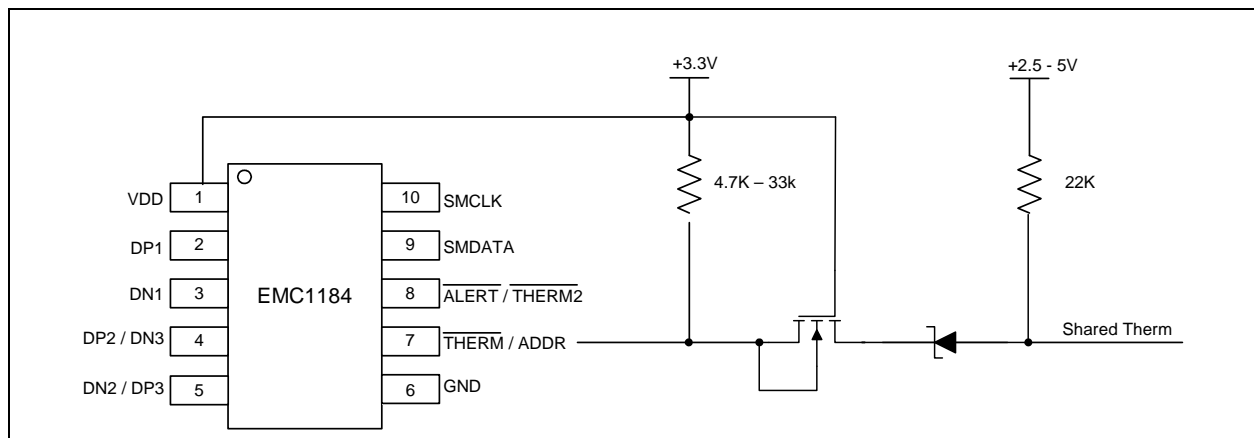 +3.3V
+2.5 - 5V
4.7K – 33k
22K
VDD 1
10 SMCLK
DP1 2
9 SMDATA
DN1 3
EMC1184
8 ALERT / THERM2
DP2 / DN3 4
7 THERM / ADDR
Shared Therm
DN2 / DP3 5
6 GND